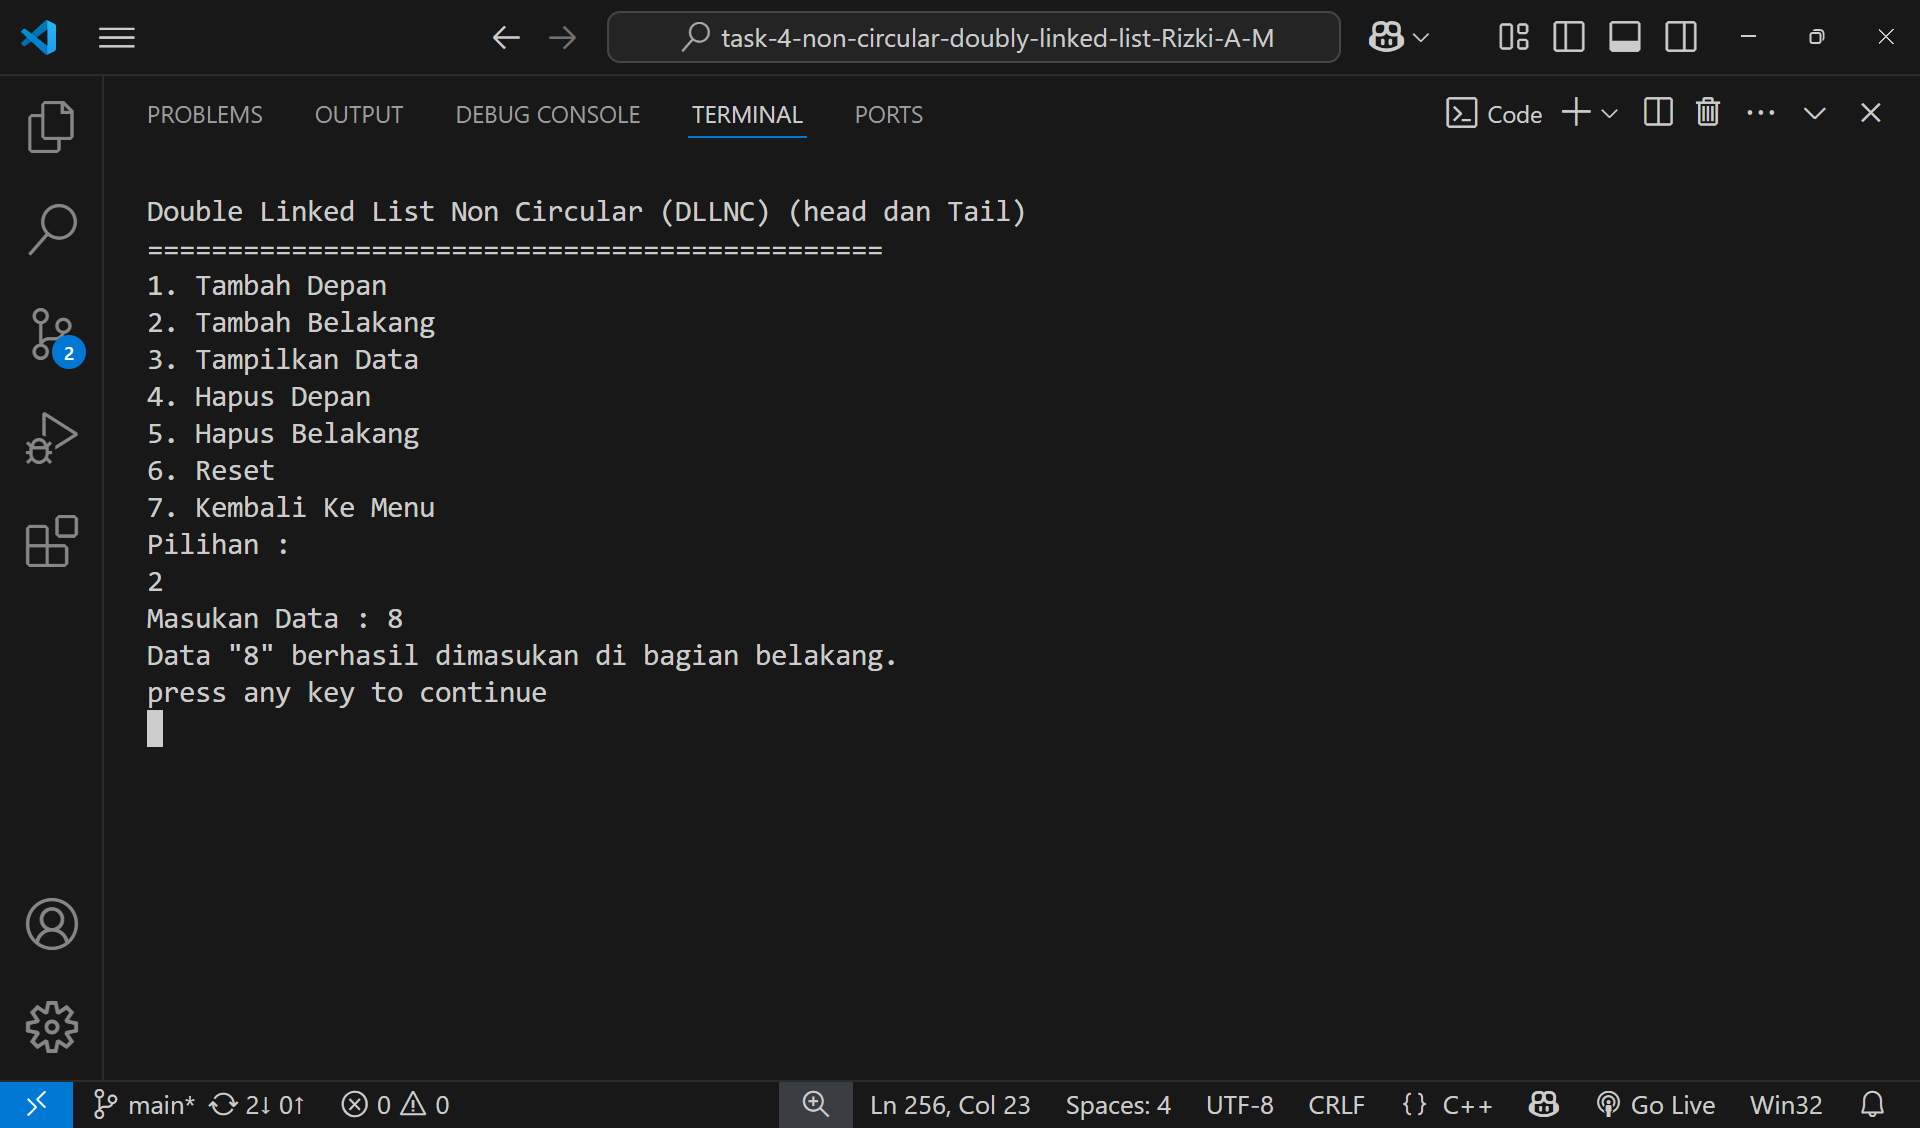 task-4-non-circular-doubly-linked-list-Rizki-A-M
PROBLEMS OUTPUT DEBUG CONSOLE TERMINAL PORTS Code
Double Linked List Non Circular (DLLNC) (head dan Tail)
==============================================
1. Tambah Depan
2. Tambah Belakang
3. Tampilkan Data
4. Hapus Depan
5. Hapus Belakang
6. Reset
7. Kembali Ke Menu
Pilihan :
2
Masukan Data : 8
Data "8" berhasil dimasukan di bagian belakang.
press any key to continue
2
main* 2↓ 0↑ 0 0 Ln 256, Col 23 Spaces: 4 UTF-8 CRLF {} C++ Go Live Win32